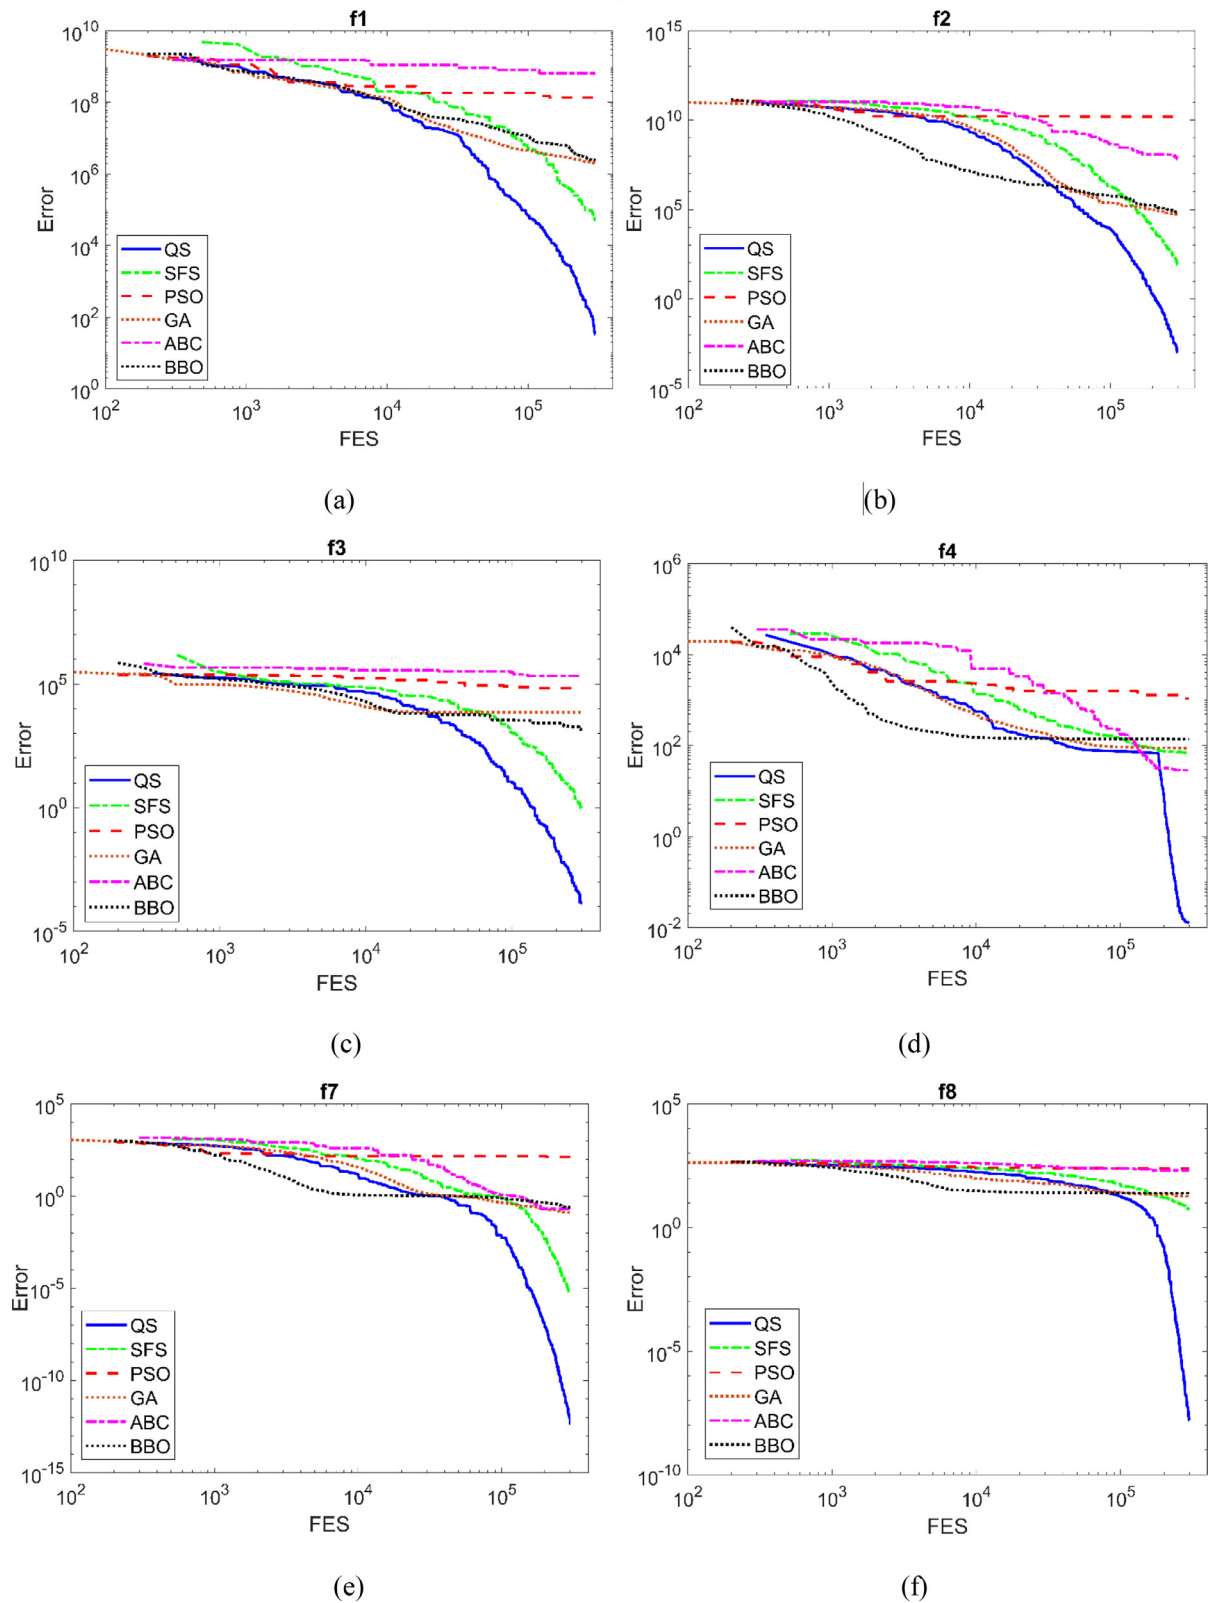 f1
10^10
10^8
10^6
10^4
10^2
10^0
Error
QS
SFS
PSO
GA
ABC
BBO
10^2
10^3
10^4
10^5
FES
(a)
f2
10^15
10^10
10^5
10^0
10^-5
Error
QS
SFS
PSO
GA
ABC
BBO
10^2
10^3
10^4
10^5
FES
(b)
f3
10^10
10^5
10^0
10^-5
Error
QS
SFS
PSO
GA
ABC
BBO
10^2
10^3
10^4
10^5
FES
(c)
f4
10^6
10^4
10^2
10^0
10^-2
Error
QS
SFS
PSO
GA
ABC
BBO
10^2
10^3
10^4
10^5
FES
(d)
f7
10^5
10^0
10^-5
10^-10
10^-15
Error
QS
SFS
PSO
GA
ABC
BBO
10^2
10^3
10^4
10^5
FES
(e)
f8
10^5
10^0
10^-5
10^-10
Error
QS
SFS
PSO
GA
ABC
BBO
10^2
10^3
10^4
10^5
FES
(f)